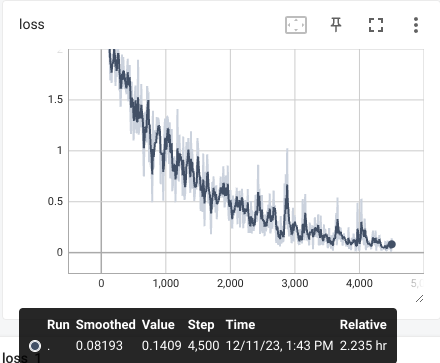 loss
1.5
1
0.5
0
0 1,000 2,000 3,000 4,000 5,0
Run Smoothed Value Step Time Relative
. 0.08193 0.1409 4,500 12/11/23, 1:43 PM 2.235 hr
loss_1